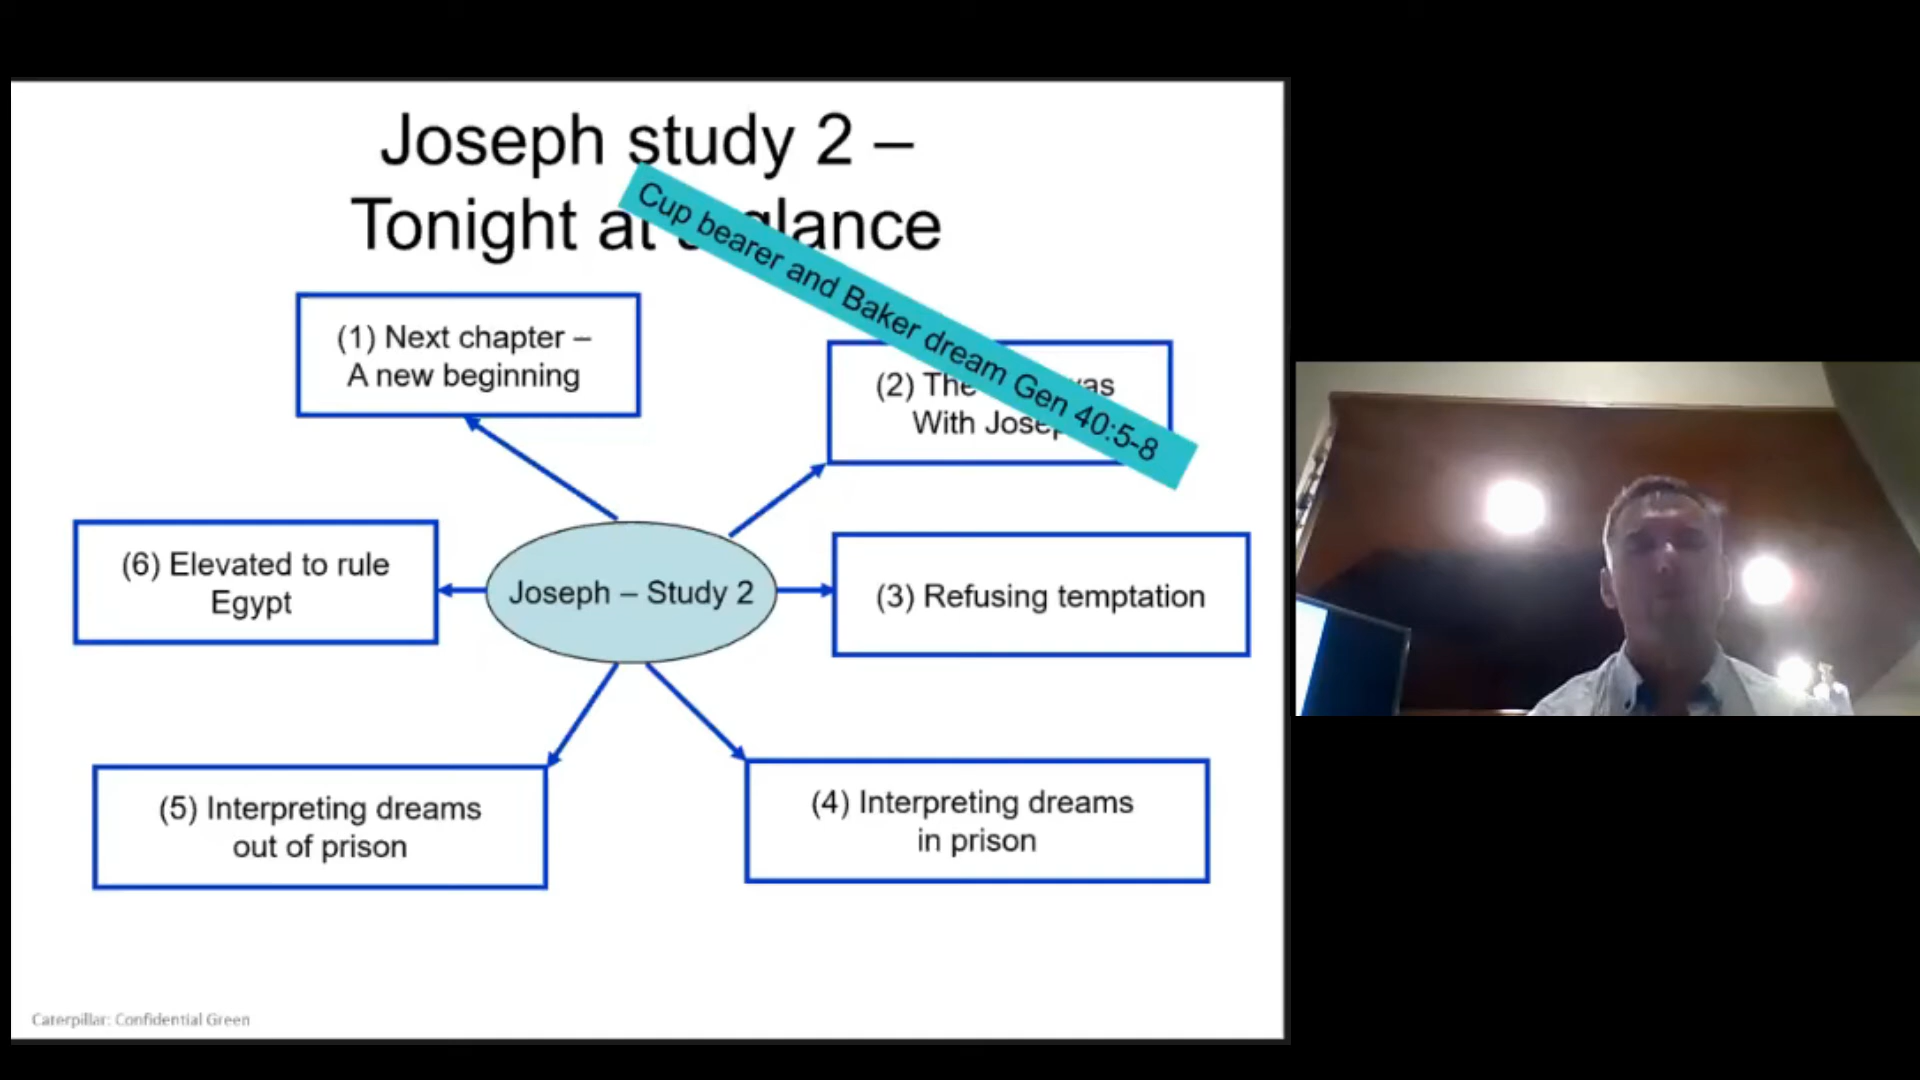 Joseph study 2 –
Tonight at glance
Cup bearer and Baker dream Gen 40:5-8
(1) Next chapter –
A new beginning
(2) The
With
(6) Elevated to rule
Egypt
Joseph – Study 2
(3) Refusing temptation
(5) Interpreting dreams
out of prison
(4) Interpreting dreams
in prison
Caterpillar: Confidential Green